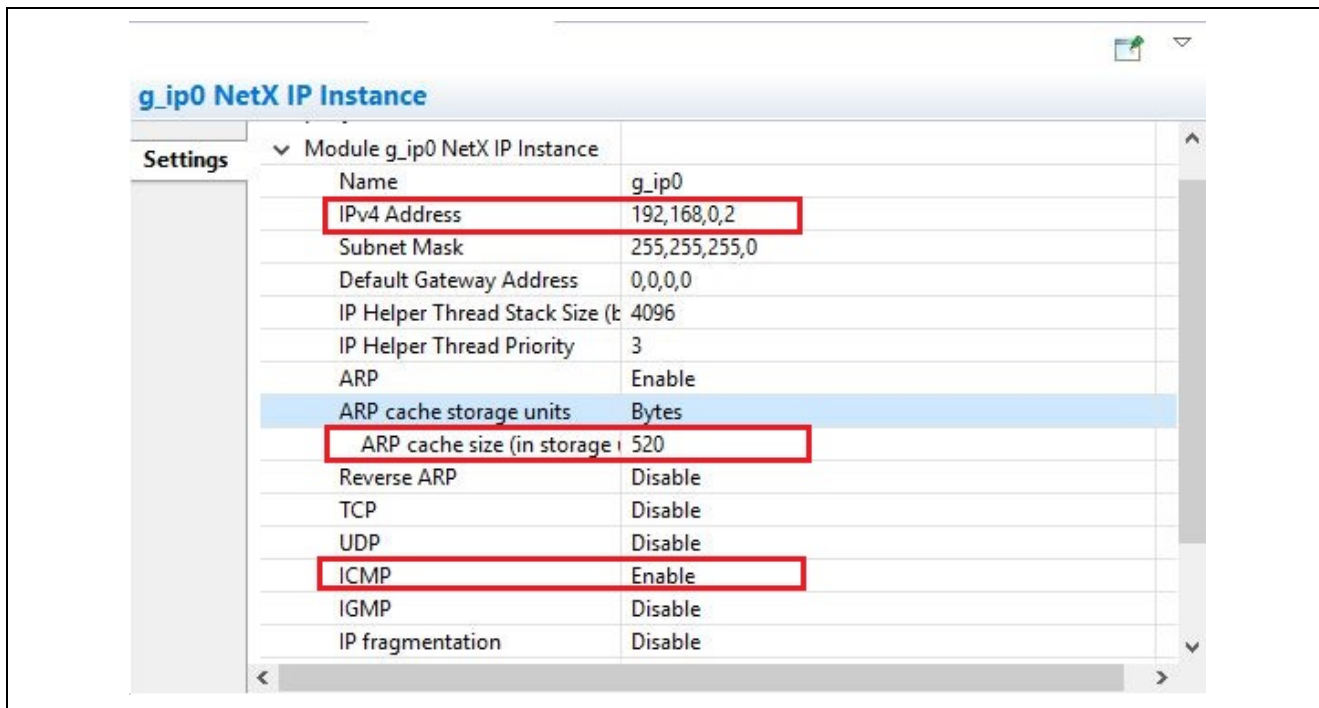 g_ip0 NetX IP Instance
Settings
Module g_ip0 NetX IP Instance
Name g_ip0
IPv4 Address 192,168,0,2
Subnet Mask 255,255,255,0
Default Gateway Address 0,0,0,0
IP Helper Thread Stack Size (b 4096
IP Helper Thread Priority 3
ARP Enable
ARP cache storage units Bytes
ARP cache size (in storage 520
Reverse ARP Disable
TCP Disable
UDP Disable
ICMP Enable
IGMP Disable
IP fragmentation Disable